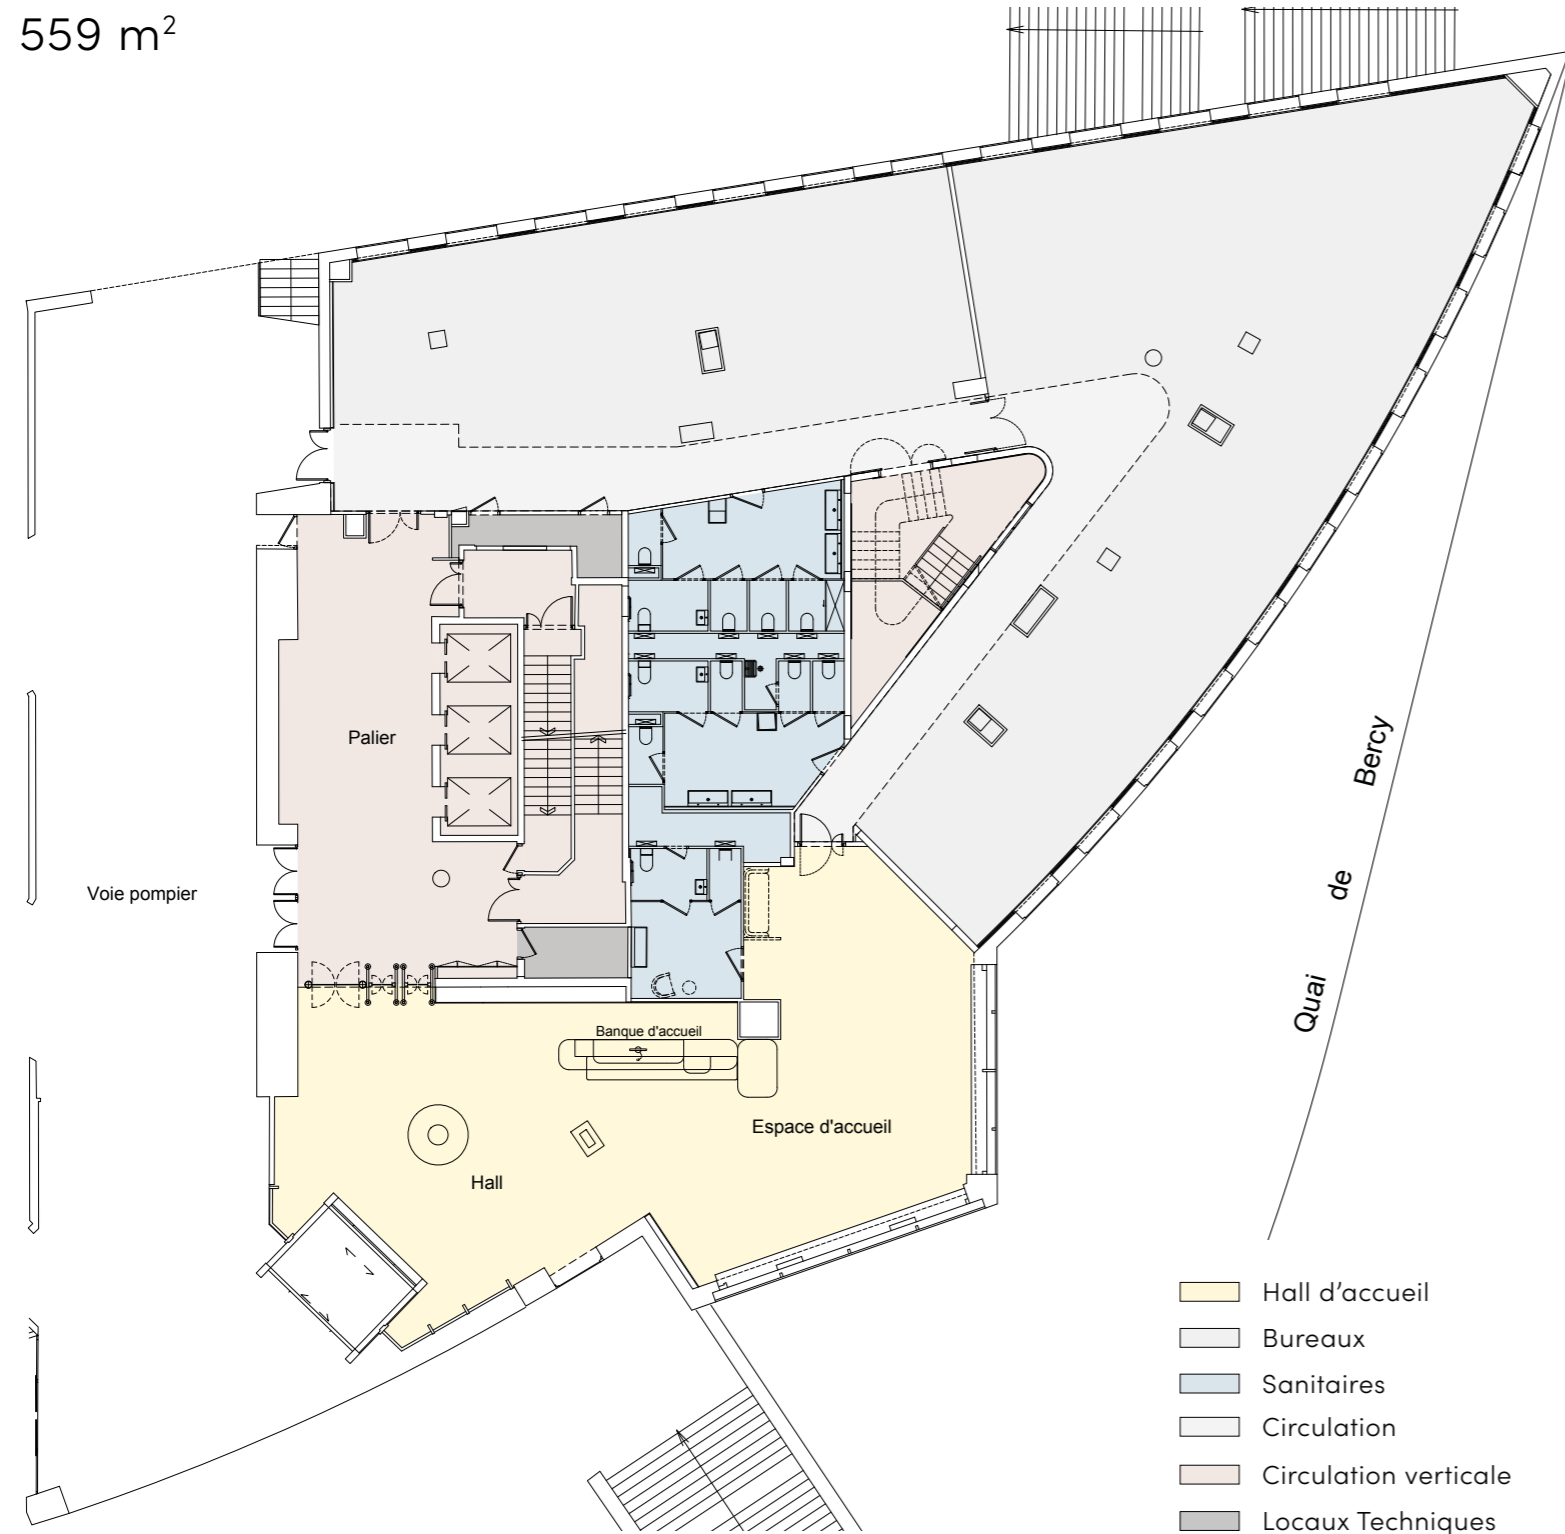 559 m²
Palier
Voie pompier
Banque d'accueil
Espace d'accueil
Hall
Quai de Bercy
Hall d'accueil
Bureaux
Sanitaires
Circulation
Circulation verticale
Locaux Techniques